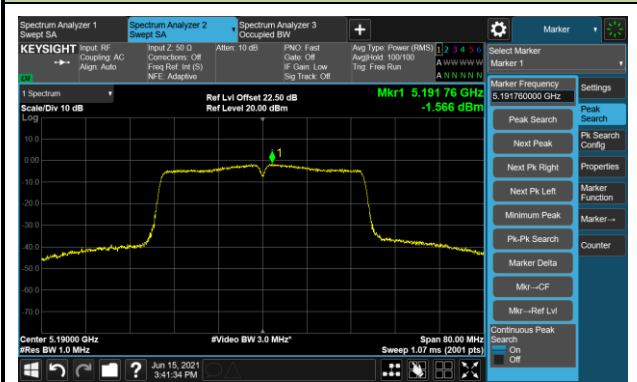 Spectrum Analyzer 1
Swept SA
Spectrum Analyzer 2
Swept SA
Spectrum Analyzer 3
Occupied BW
Marker
KEYSIGHT
Input: RF
Coupling: AC
Align: Auto
Input Z: 50 Ω
Corrections: Off
Freq Ref: Int (S)
NFE: Adaptive
Atten: 10 dB
PNO: Fast
Gate: Off
IF Gain: Low
Sig Track: Off
Avg Type: Power (RMS)
Avg|Hold: 100/100
Trig: Free Run
1 2 3 4 5 6
A W W W W W
A N N N N N
LXI
Select Marker
Marker 1
1 Spectrum
Scale/Div 10 dB
Log
Ref Lvl Offset 22.50 dB
Ref Level 20.00 dBm
Mkr1 5.191 76 GHz
-1.566 dBm
10.0
0.00
-10.0
-20.0
-30.0
-40.0
-50.0
-60.0
-70.0
1
Center 5.19000 GHz
#Res BW 1.0 MHz
#Video BW 3.0 MHz*
Span 80.00 MHz
Sweep 1.07 ms (2001 pts)
Marker Frequency
5.191760000 GHz
Peak Search
Next Peak
Next Pk Right
Next Pk Left
Minimum Peak
Pk-Pk Search
Marker Delta
Mkr→CF
Mkr→Ref Lvl
Continuous Peak
Search
On
Off
Settings
Peak
Search
Pk Search
Config
Properties
Marker
Function
Marker→
Counter
?
Jun 15, 2021
3:41:34 PM